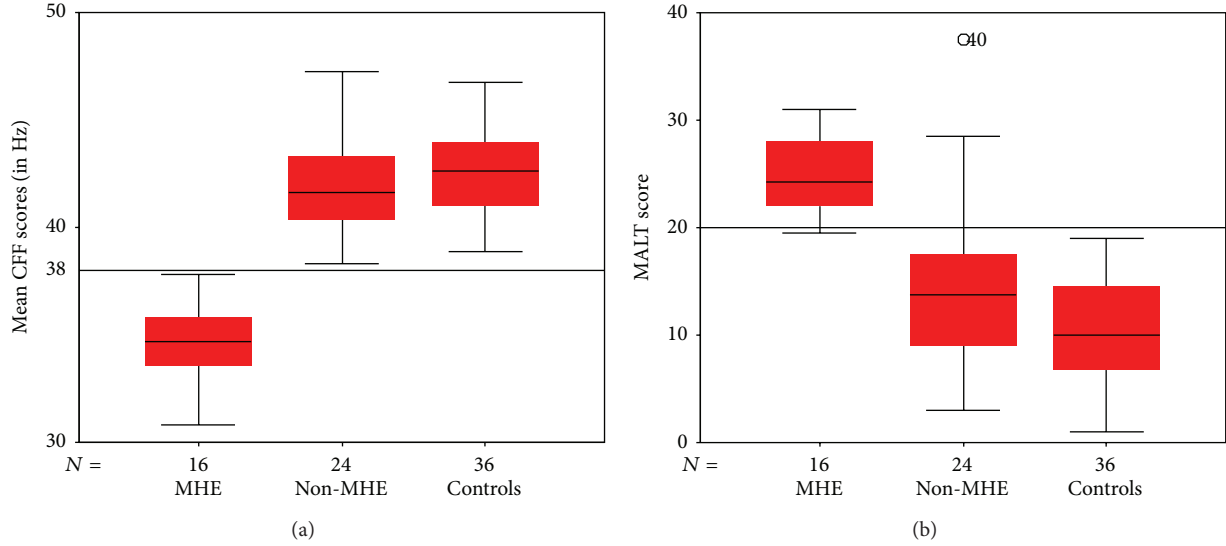 50
40
38
30
Mean CFF scores (in Hz)
N =
16
24
36
MHE
Non-MHE
Controls
(a)
40
30
20
10
0
MALT score
40
N =
16
24
36
MHE
Non-MHE
Controls
(b)